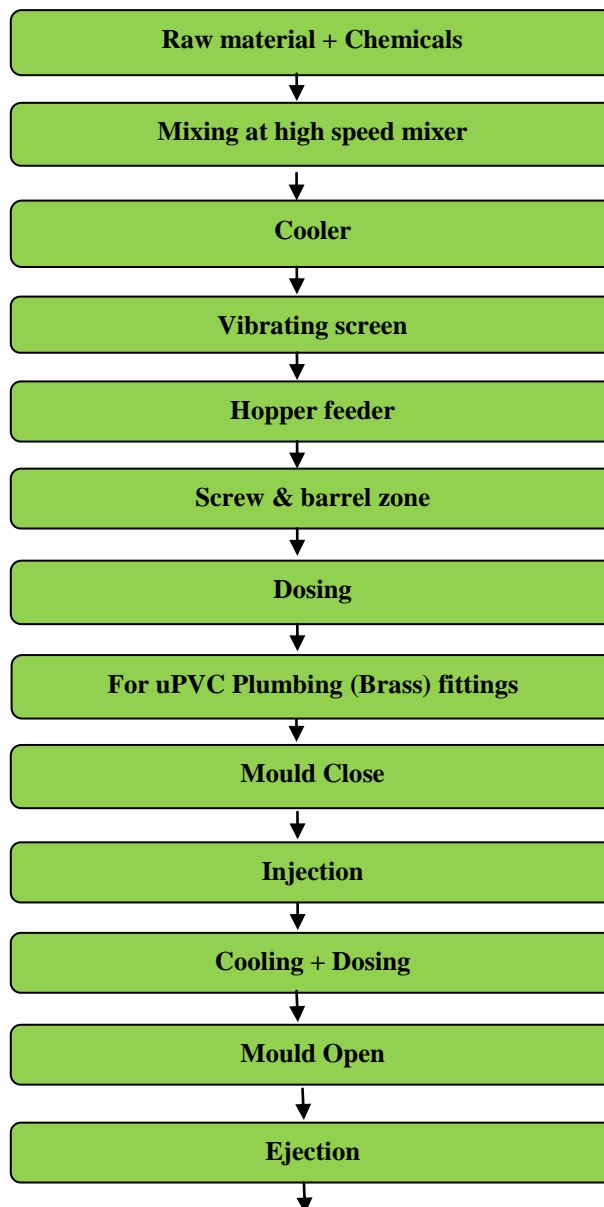 Raw material + Chemicals
Mixing at high speed mixer
Cooler
Vibrating screen
Hopper feeder
Screw & barrel zone
Dosing
For uPVC Plumbing (Brass) fittings
Mould Close
Injection
Cooling + Dosing
Mould Open
Ejection